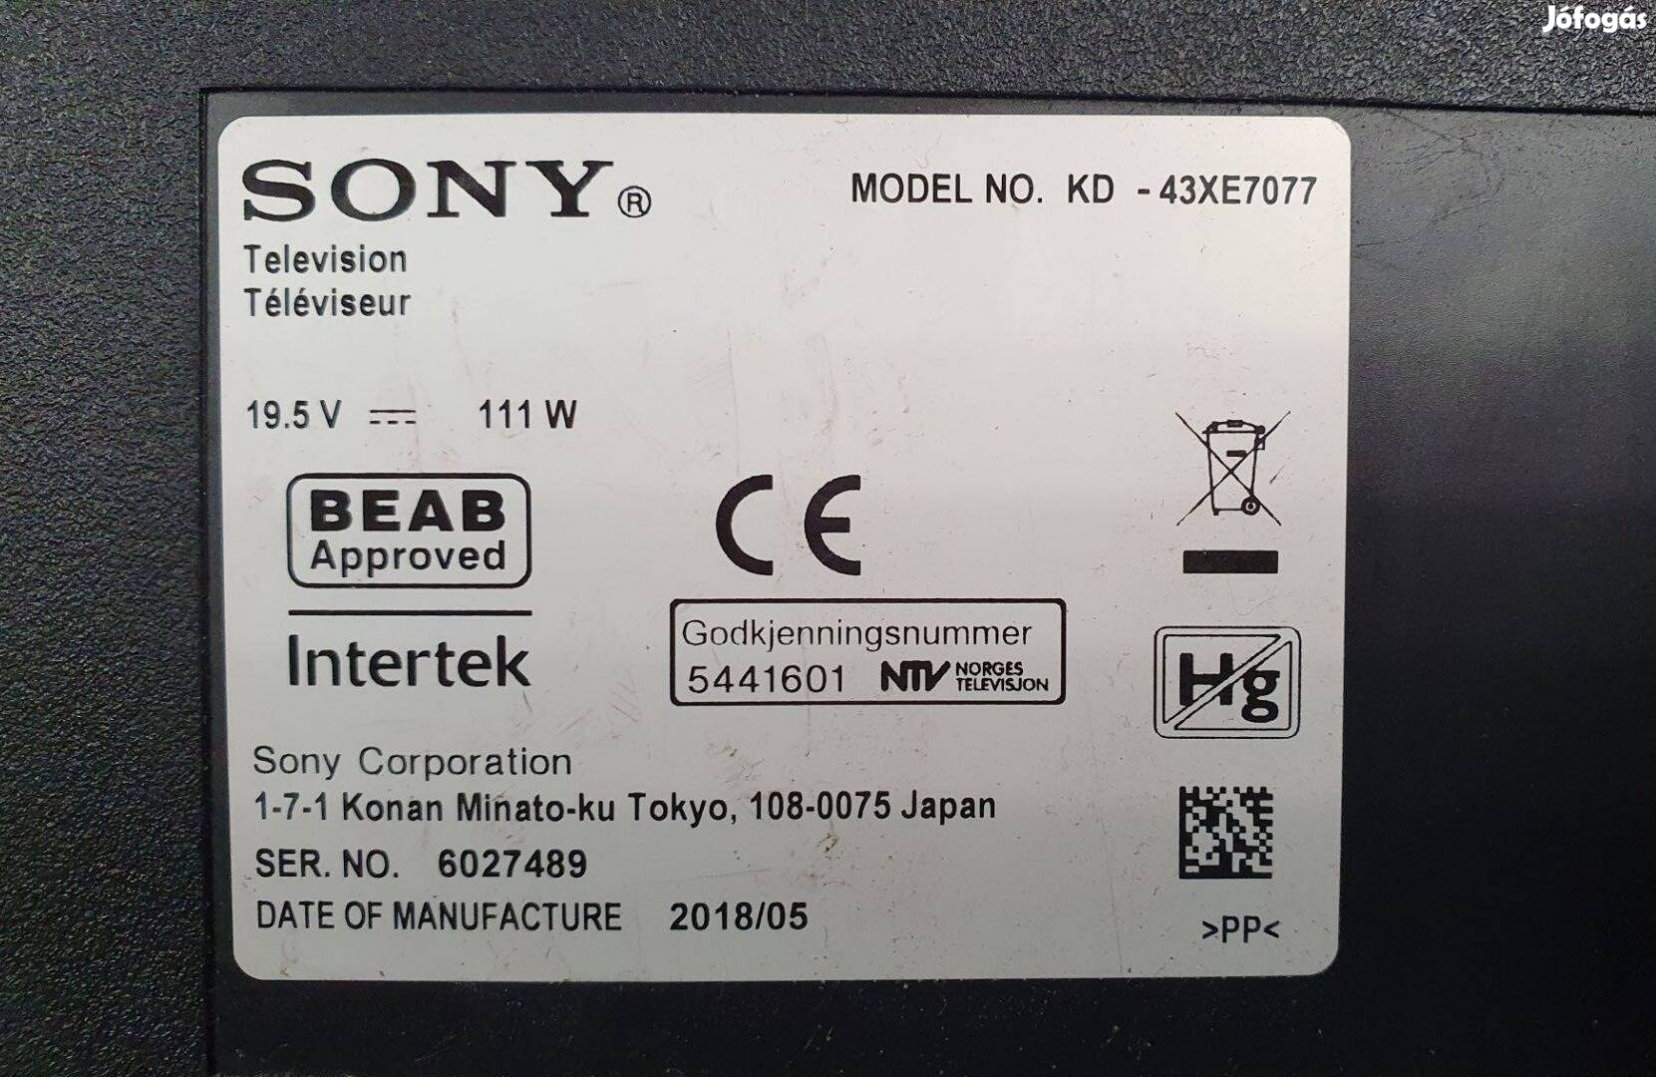 Jófogás
SONY®
MODEL NO. KD - 43XE7077
Television
Téléviseur
19.5 V 111 W
BEAB
Approved
Intertek
CE
Godkjenningsnummer
5441601 NTV NORGES
TELEVISJON
Hg
Sony Corporation
1-7-1 Konan Minato-ku Tokyo, 108-0075 Japan
SER. NO. 6027489
DATE OF MANUFACTURE 2018/05
>PP<